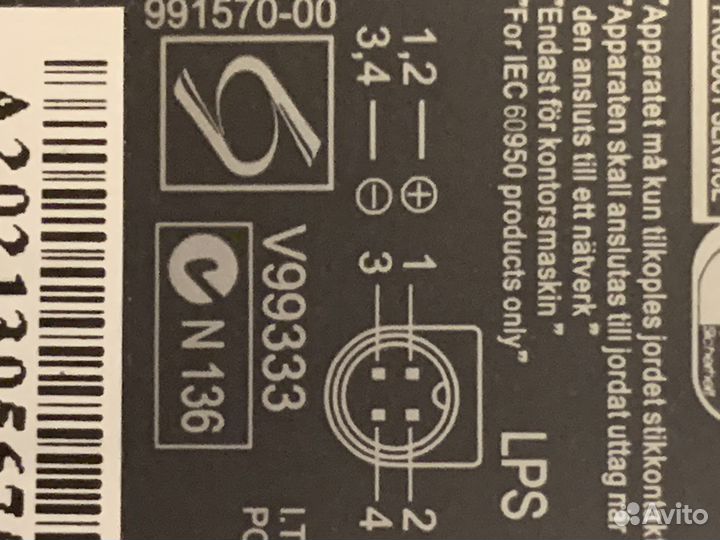 991570-00
1,2 — +
3,4 — −
"Apparatet må kun tilkoples jordet
"Apparaten skall anslutas till jordat uttag när
den ansluts till ett nätverk"
"Endast för kontorsmaskin"
"For IEC 60950 products only"
V99333
N 136
1
3
2
4
LPS
I.T
PO
Avito